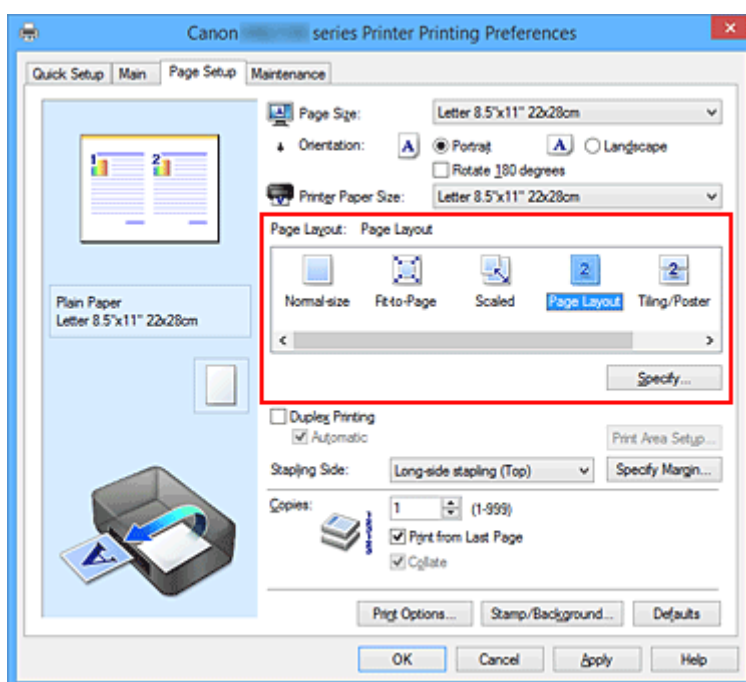 Canon series Printer Printing Preferences
Quick Setup Main Page Setup Maintenance
Page Size: Letter 8.5"x11" 22x28cm
Orientation: A Portrait A Landscape
Rotate 180 degrees
Printer Paper Size: Letter 8.5"x11" 22x28cm
1 2
Page Layout: Page Layout
2 2
Normal-size Fit-to-Page Scaled Page Layout Tiling/Poster
Plain Paper
Letter 8.5"x11" 22x28cm
Specify...
Duplex Printing
Automatic
Print Area Setup...
Stapling Side: Long-side stapling (Top) Specify Margin...
Copies: 1 (1-999)
Print from Last Page
Collate
A
Print Options... Stamp/Background... Defaults
OK Cancel Apply Help